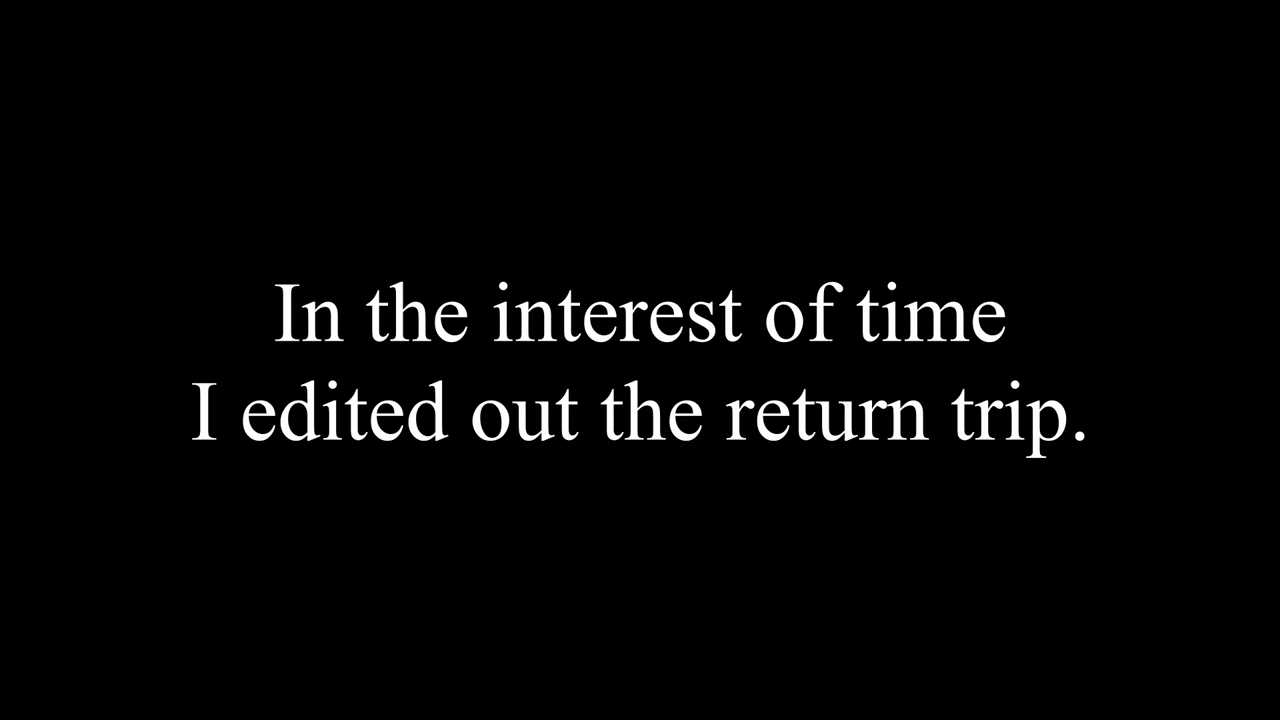 In the interest of time
I edited out the return trip.